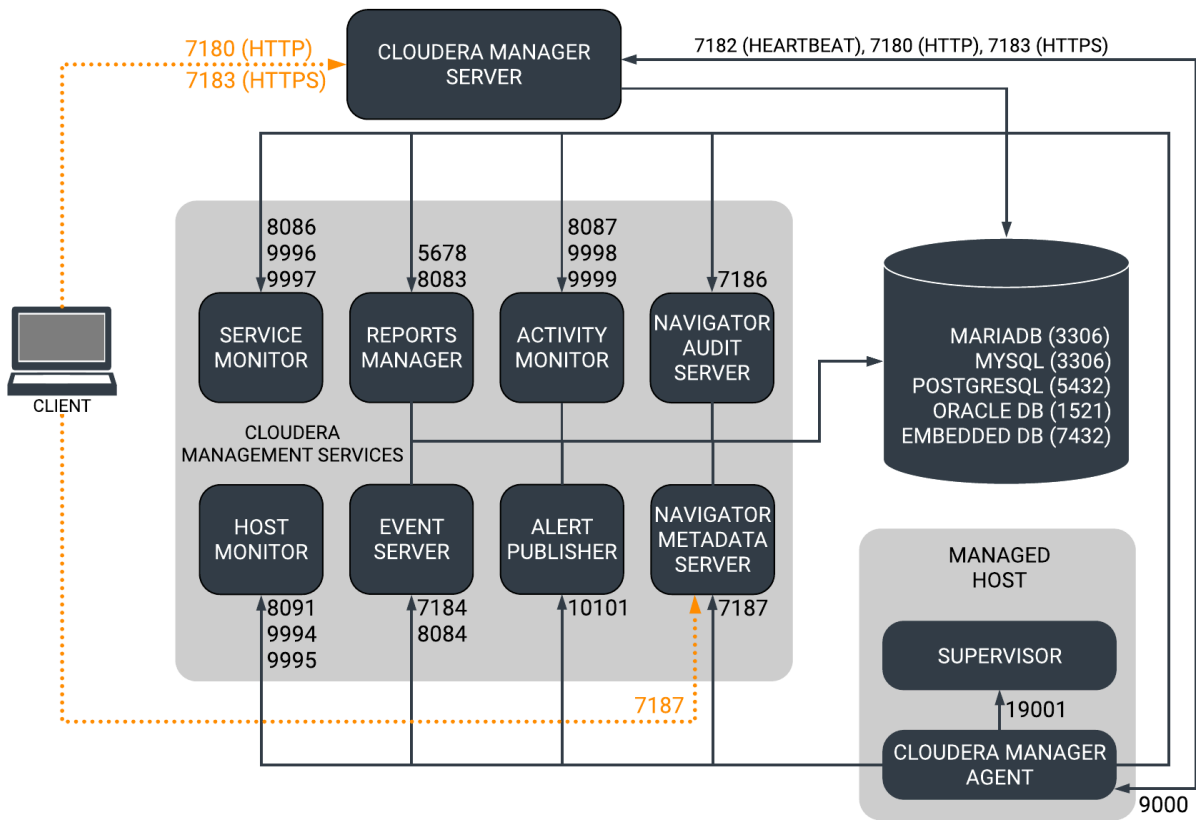 7180 (HTTP)
7183 (HTTPS)
CLOUDERA MANAGER
SERVER
7182 (HEARTBEAT), 7180 (HTTP), 7183 (HTTPS)
8086
9996
9997
5678
8083
8087
9998
9999
7186
SERVICE
MONITOR
REPORTS
MANAGER
ACTIVITY
MONITOR
NAVIGATOR
AUDIT
SERVER
MARIADB (3306)
MYSQL (3306)
POSTGRESQL (5432)
ORACLE DB (1521)
EMBEDDED DB (7432)
CLIENT
CLOUDERA
MANAGEMENT SERVICES
HOST
MONITOR
EVENT
SERVER
ALERT
PUBLISHER
NAVIGATOR
METADATA
SERVER
8091
9994
9995
7184
8084
10101
7187
7187
MANAGED
HOST
SUPERVISOR
19001
CLOUDERA MANAGER
AGENT
9000